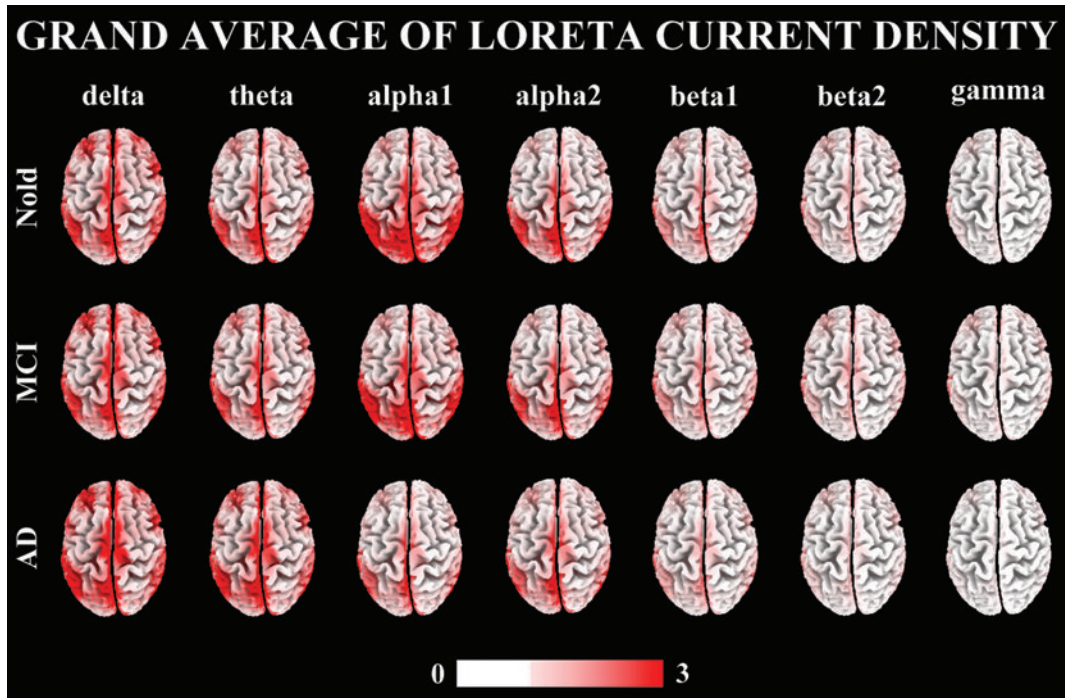 GRAND AVERAGE OF LORETA CURRENT DENSITY
delta theta alpha1 alpha2 beta1 beta2 gamma
Nold
MCI
AD
0 3